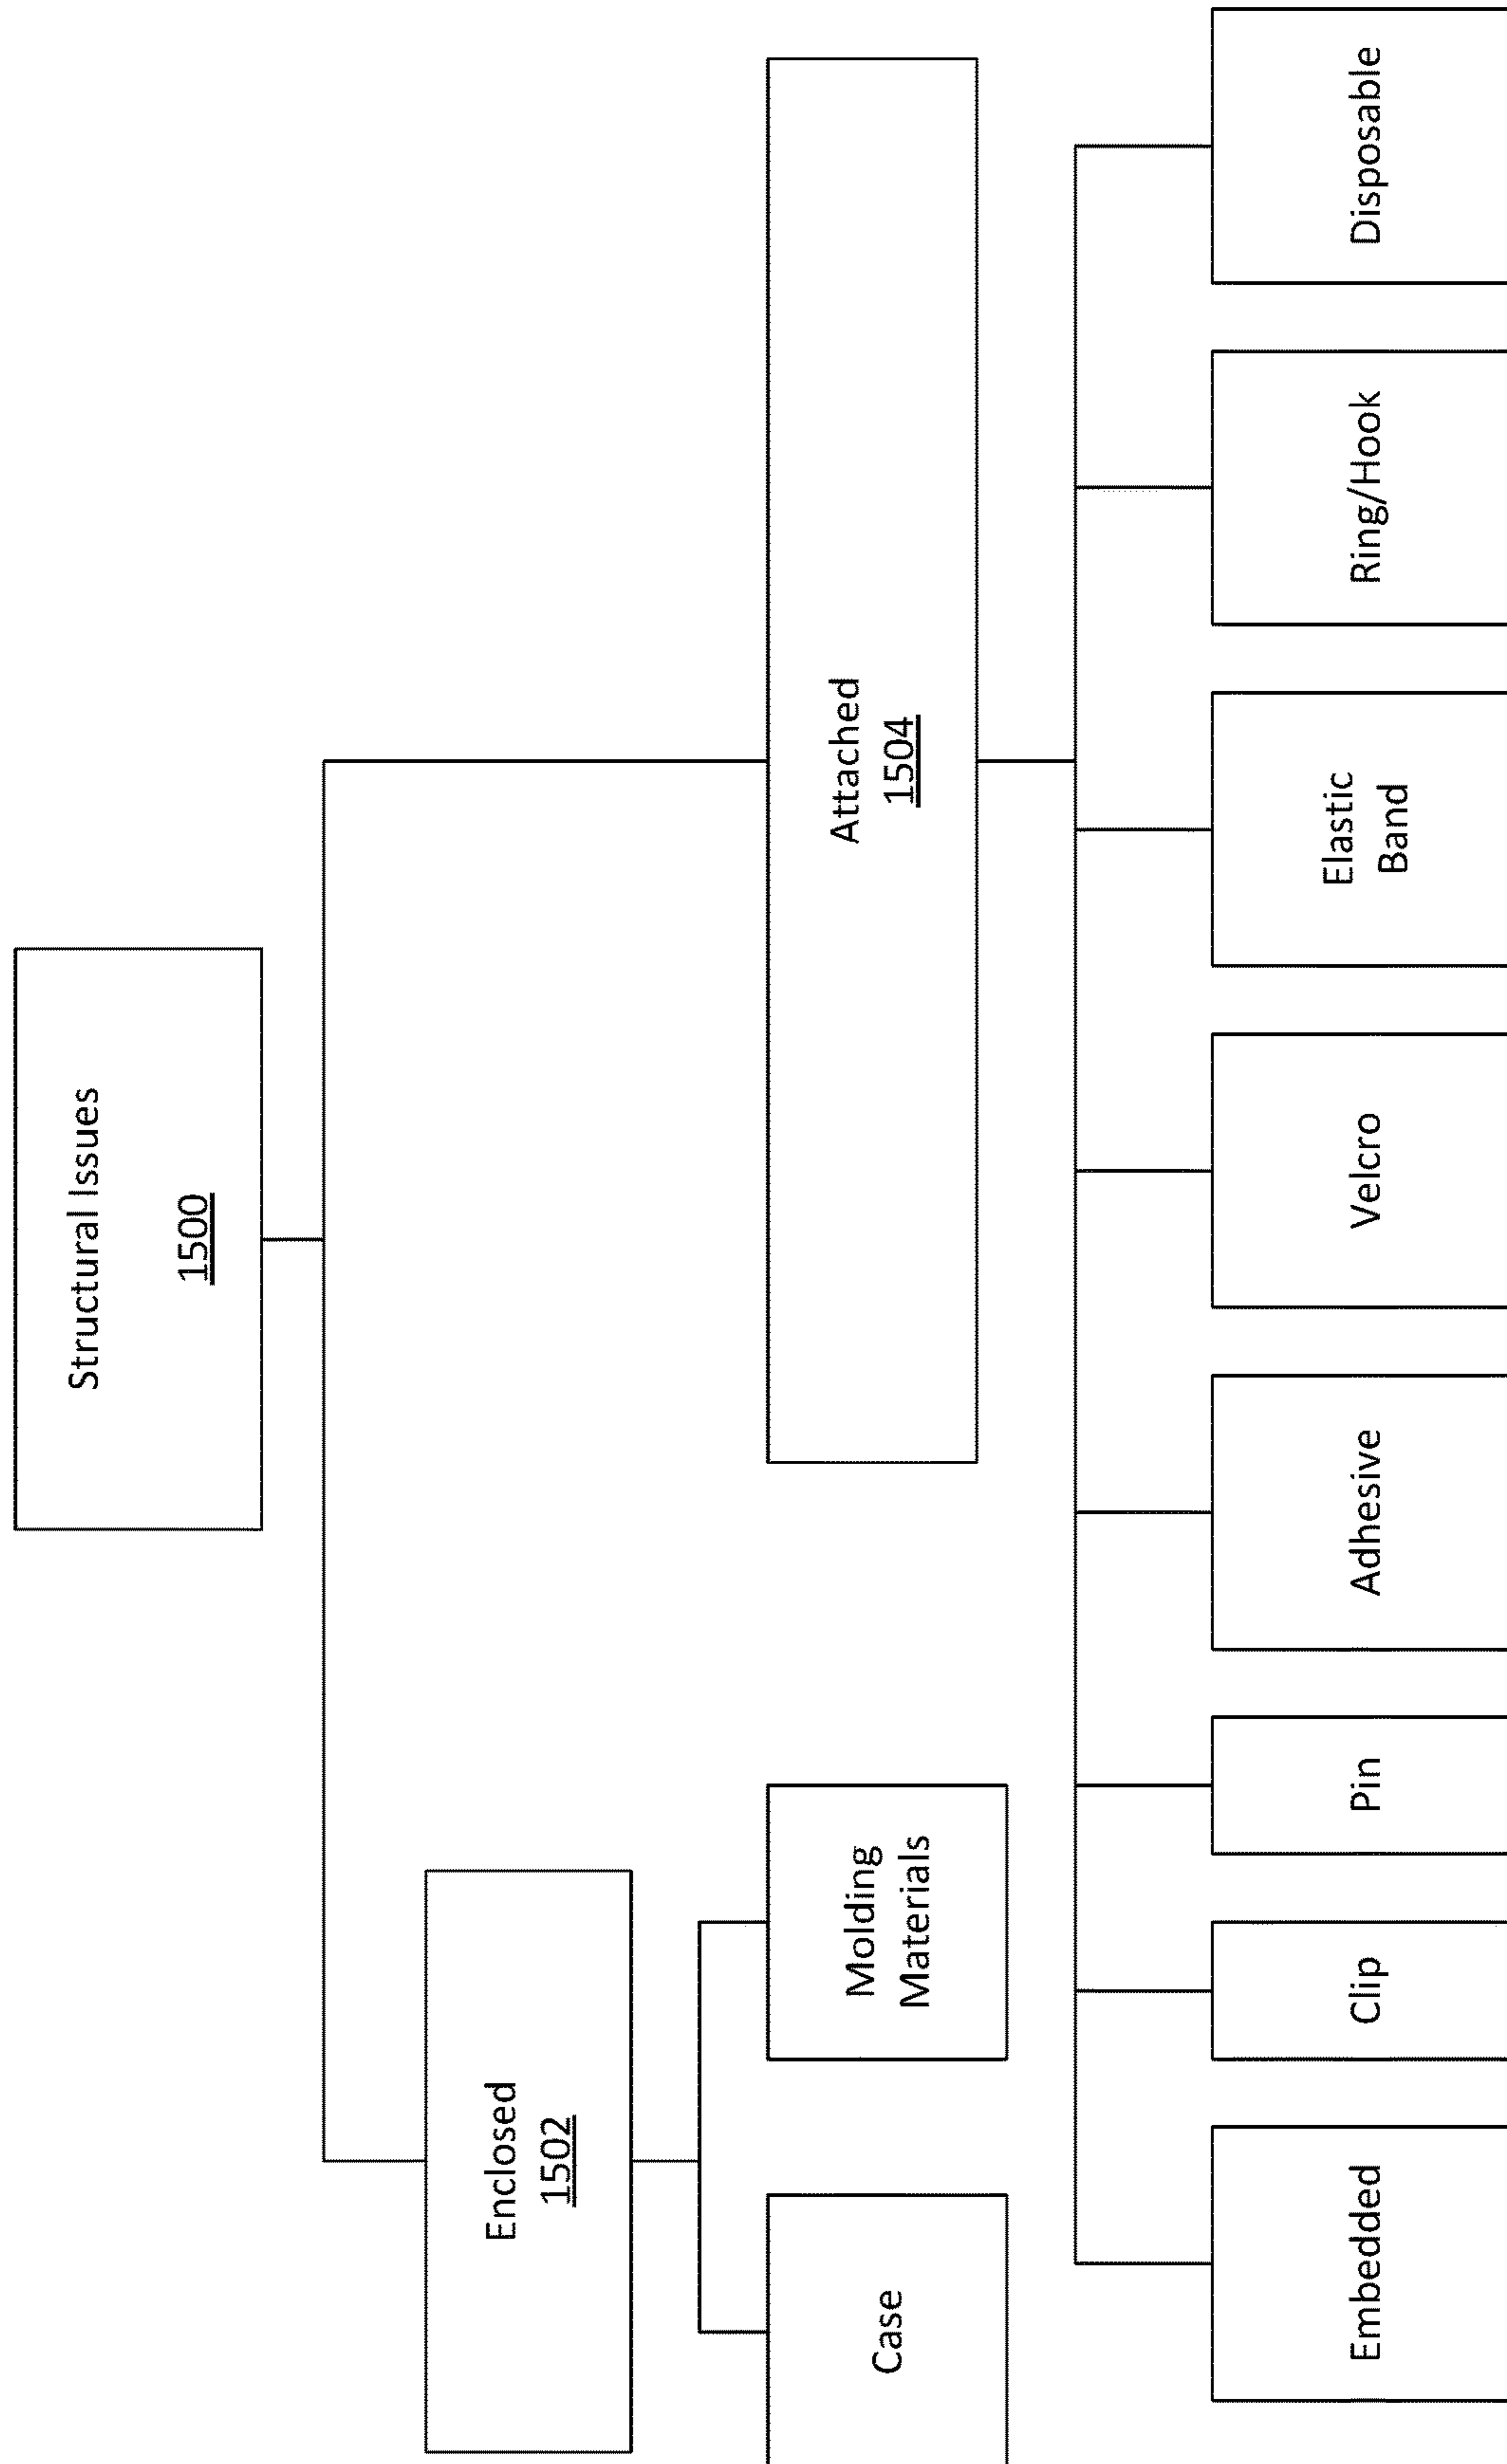 Structural Issues
1500
Enclosed
1502
Attached
1504
Case
Molding
Materials
Embedded
Clip
Pin
Adhesive
Velcro
Elastic
Band
Ring/Hook
Disposable